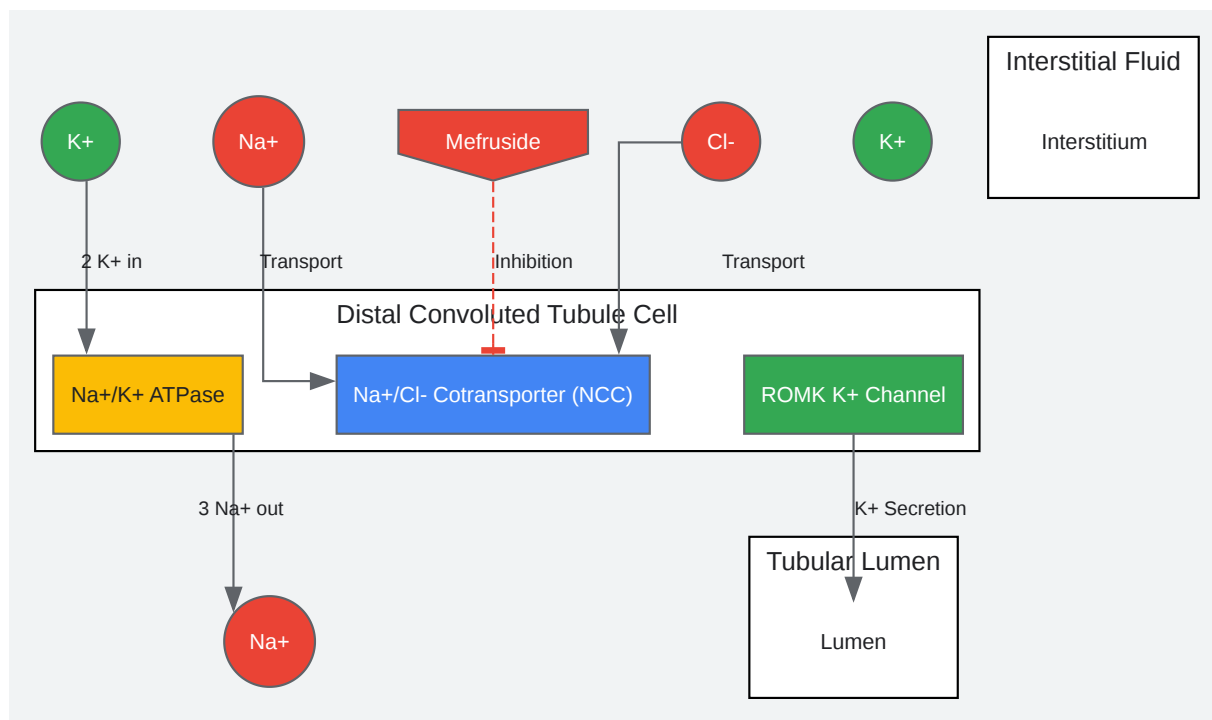 Interstitial Fluid
K+
Na+
Mefruside
Cl-
K+
Interstitium
2 K+ in
Transport
Inhibition
Transport
Distal Convoluted Tubule Cell
Na+/K+ ATPase
Na+/Cl- Cotransporter (NCC)
ROMK K+ Channel
3 Na+ out
K+ Secretion
Tubular Lumen
Na+
Lumen